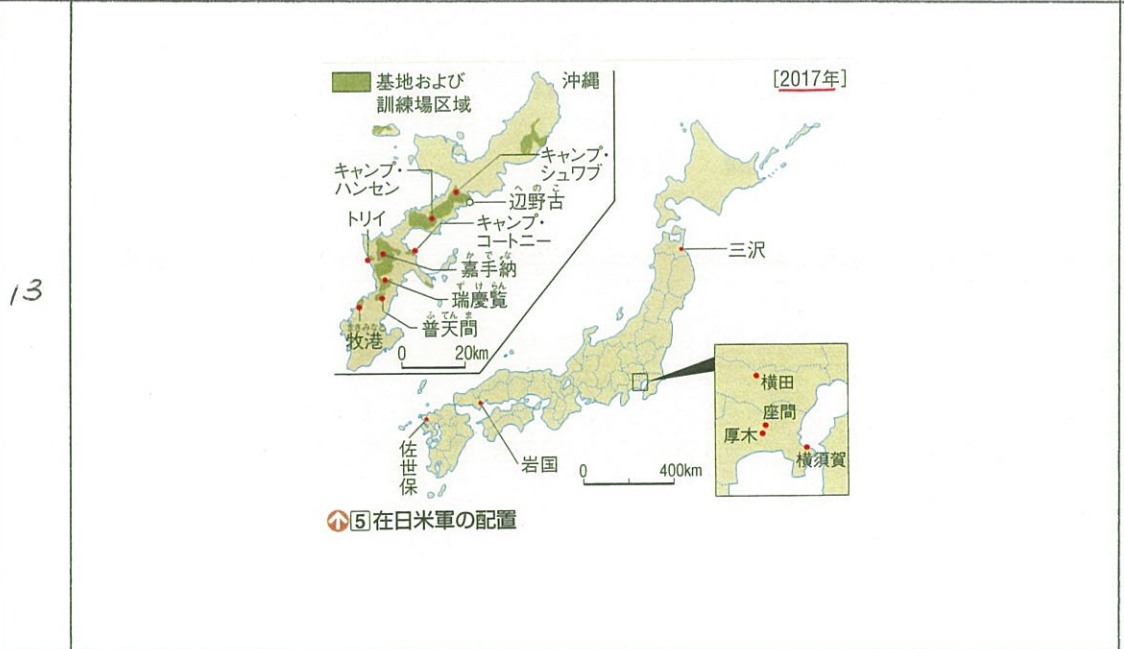 13
基地および
訓練場区域
沖縄
[2017年]
キャンプ・
シュワブ
キャンプ・
ハンセン
へのこ
辺野古
トリイ
キャンプ・
コートニー
かでな
嘉手納
ずけらん
瑞慶覧
ふてんま
普天間
まきみなと
牧港
0 20km
三沢
横田
座間
厚木
横須賀
佐世保
岩国
0 400km
5 在日米軍の配置